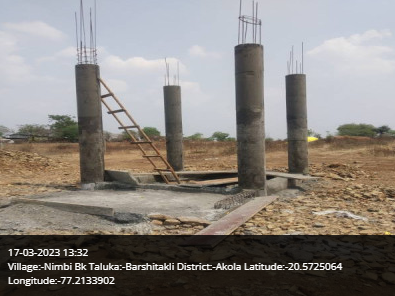 17-03-2023 13:32
Village:-Nimbi Bk Taluka:-Barshitakli District:-Akola Latitude:-20.5725064
Longitude:-77.2133902